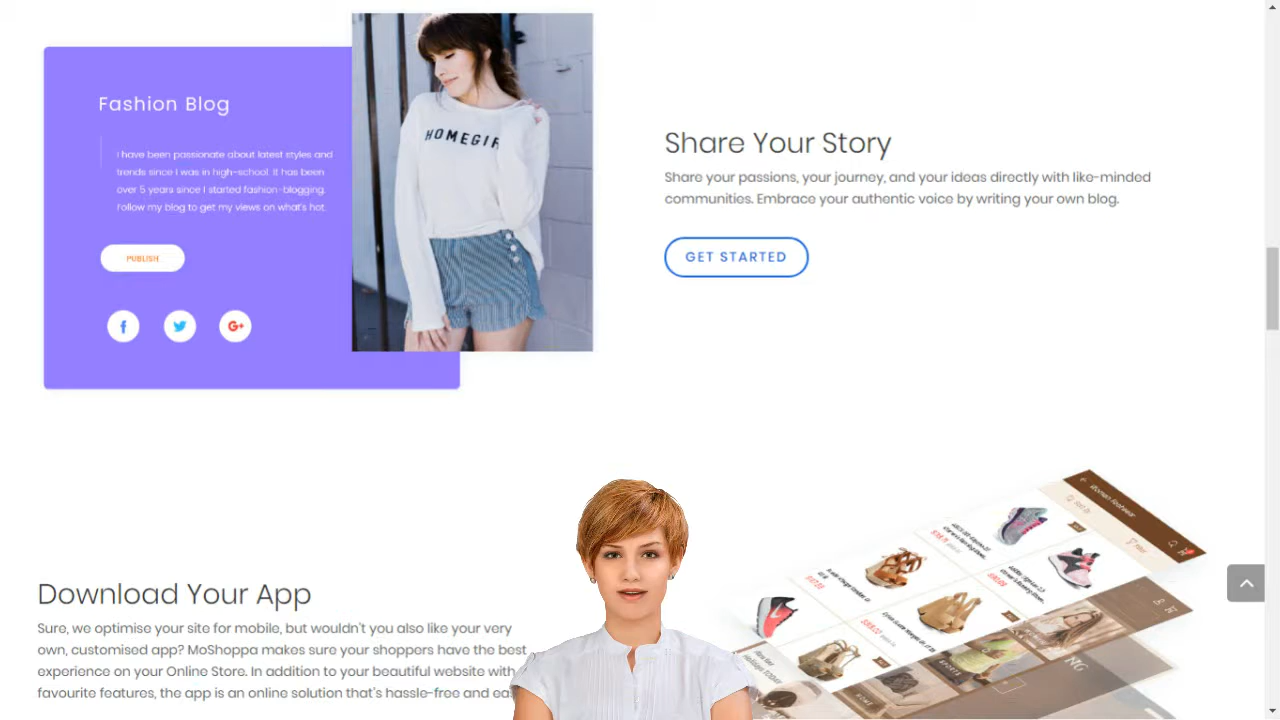 Fashion Blog
I have been passionate about latest styles and
trends since I was in high-school. It has been
over 5 years since I started fashion-blogging.
Follow my blog to get my views on what's hot.
PUBLISH
HOMEGIR
Share Your Story
Share your passions, your journey, and your ideas directly with like-minded
communities. Embrace your authentic voice by writing your own blog.
GET STARTED
Download Your App
Sure, we optimise your site for mobile, but wouldn't you also like your very
own, customised app? MoShoppa makes sure your shoppers have the best
experience on your Online Store. In addition to your beautiful website with
favourite features, the app is an online solution that's hassle-free and
Women Footwear
Sort by
Filter